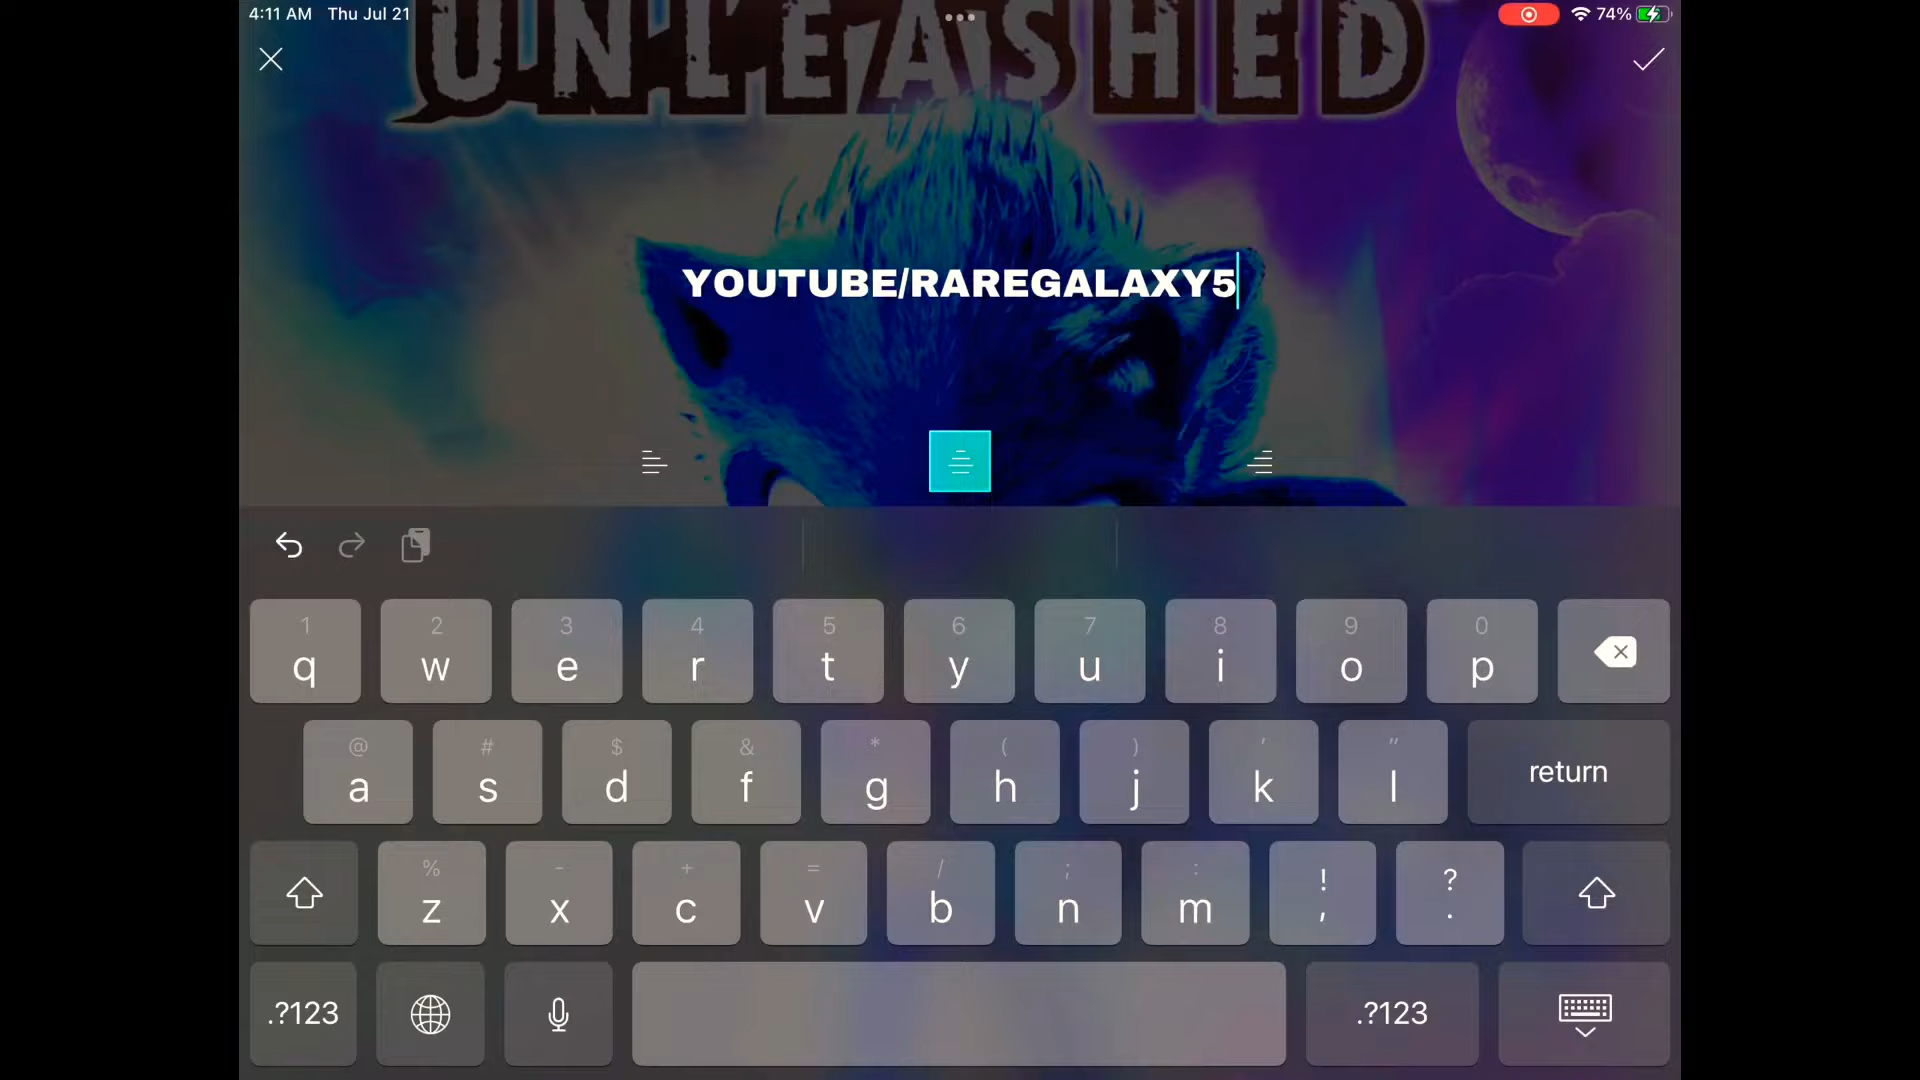 4:11 AM Thu Jul 21
74%
UNLEASHED
YOUTUBE/RAREGALAXY5
1 2 3 4 5 6 7 8 9 0
q w e r t y u i o p
@ # $ & * ( ) ' "
a s d f g h j k l return
% - + = / ; : ! ?
z x c v b n m , .
.?123 .?123